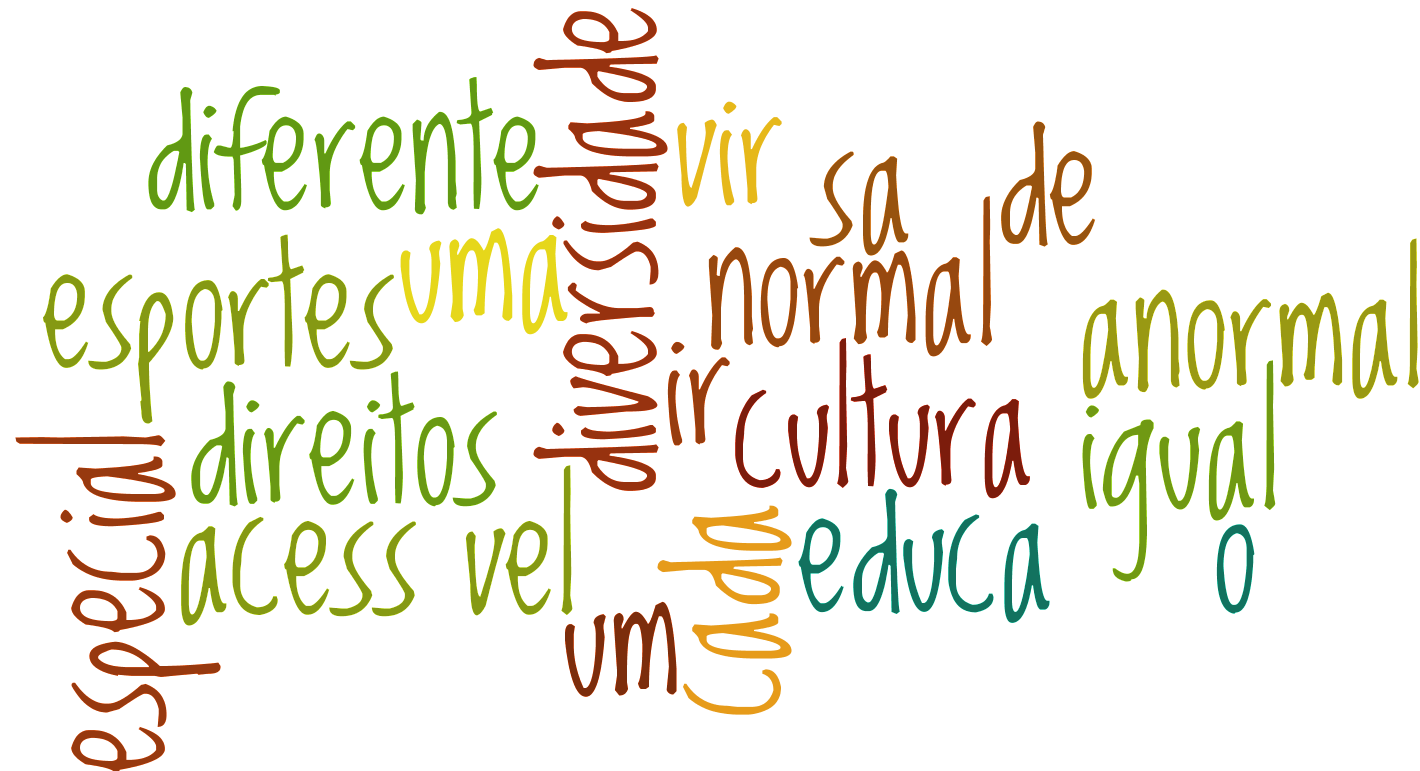 diversidade
diferente
vir
sa de
uma
normal
esportes
anormal
ir
direitos
cultura
igual
especial
acess vel
cada
educa o
um